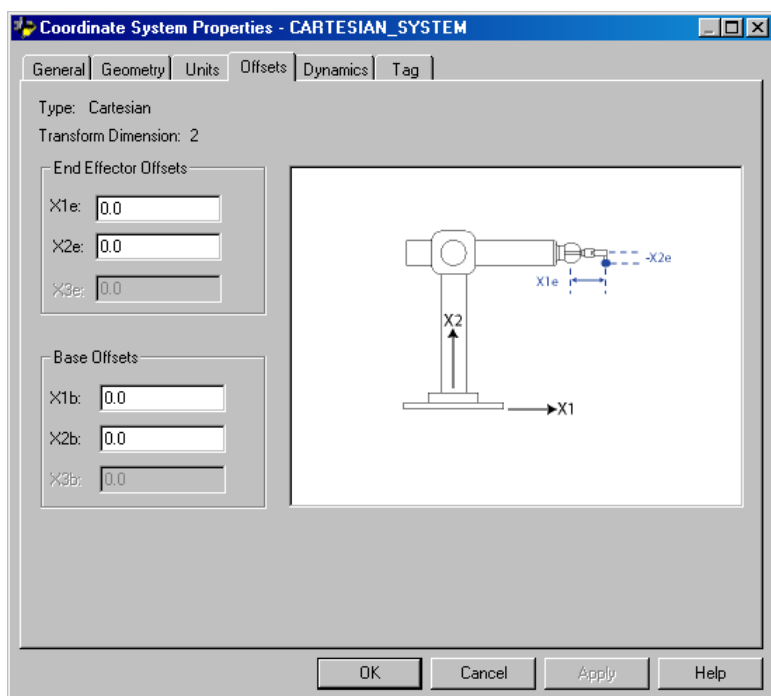 Coordinate System Properties - CARTESIAN_SYSTEM
General Geometry Units Offsets Dynamics Tag
Type: Cartesian
Transform Dimension: 2
End Effector Offsets
X1e: 0.0
X2e: 0.0
X3e: 0.0
Base Offsets
X1b: 0.0
X2b: 0.0
X3b: 0.0
-X2e
X1e
X2
X1
OK Cancel Apply Help